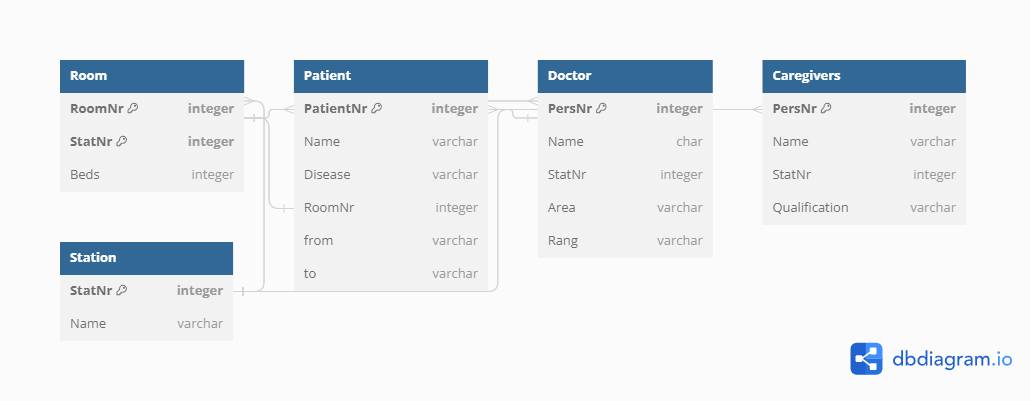 Room
RoomNr integer
StatNr integer
Beds integer
Station
StatNr integer
Name varchar
Patient
PatientNr integer
Name varchar
Disease varchar
RoomNr integer
from varchar
to varchar
Doctor
PersNr integer
Name char
StatNr integer
Area varchar
Rang varchar
Caregivers
PersNr integer
Name varchar
StatNr integer
Qualification varchar
dbdiagram.io